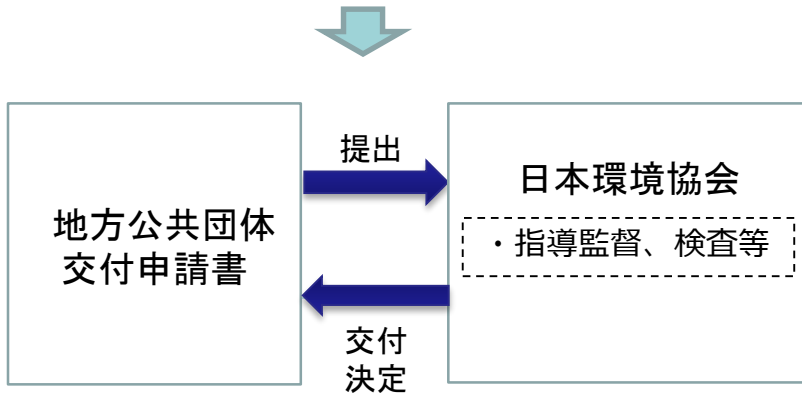 提出
地方公共団体
交付申請書
日本環境協会
・指導監督、検査等
交付
決定